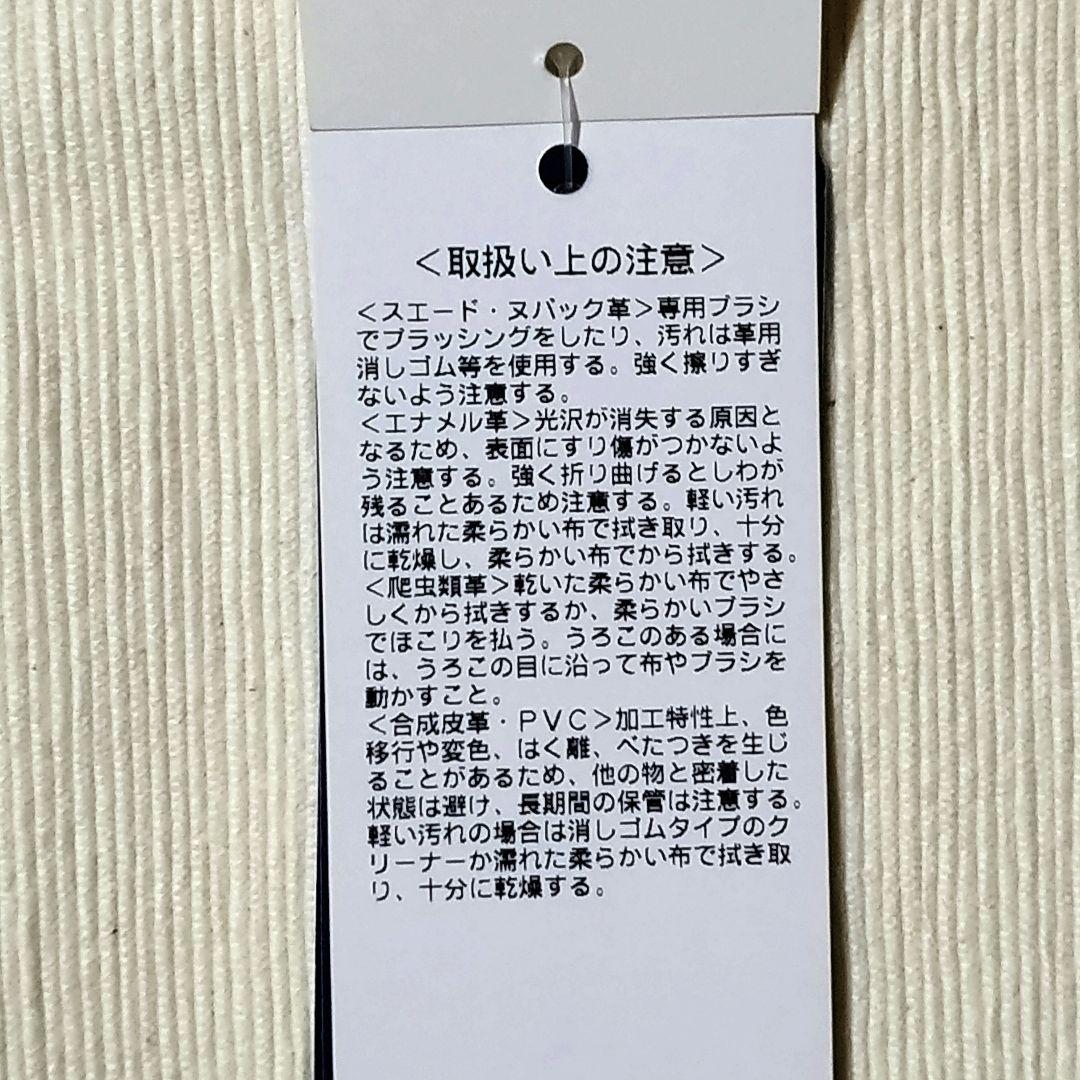 ＜取扱い上の注意＞
＜スエード・ヌバック革＞専用ブラシ
でブラッシングをしたり、汚れは革用
消しゴム等を使用する。強く擦りすぎ
ないよう注意する。
＜エナメル革＞光沢が消失する原因と
なるため、表面にすり傷がつかないよ
う注意する。強く折り曲げるとしわが
残ることあるため注意する。軽い汚れ
は濡れた柔らかい布で拭き取り、十分
に乾燥し、柔らかい布でから拭きする。
＜爬虫類革＞乾いた柔らかい布でやさ
しくから拭きするか、柔らかいブラシ
でほこりを払う。うろこのある場合に
は、うろこの目に沿って布やブラシを
動かすこと。
＜合成皮革・ＰＶＣ＞加工特性上、色
移行や変色、はく離、べたつきを生じ
ることがあるため、他の物と密着した
状態は避け、長期間の保管は注意する。
軽い汚れの場合は消しゴムタイプのク
リーナーか濡れた柔らかい布で拭き取
り、十分に乾燥する。